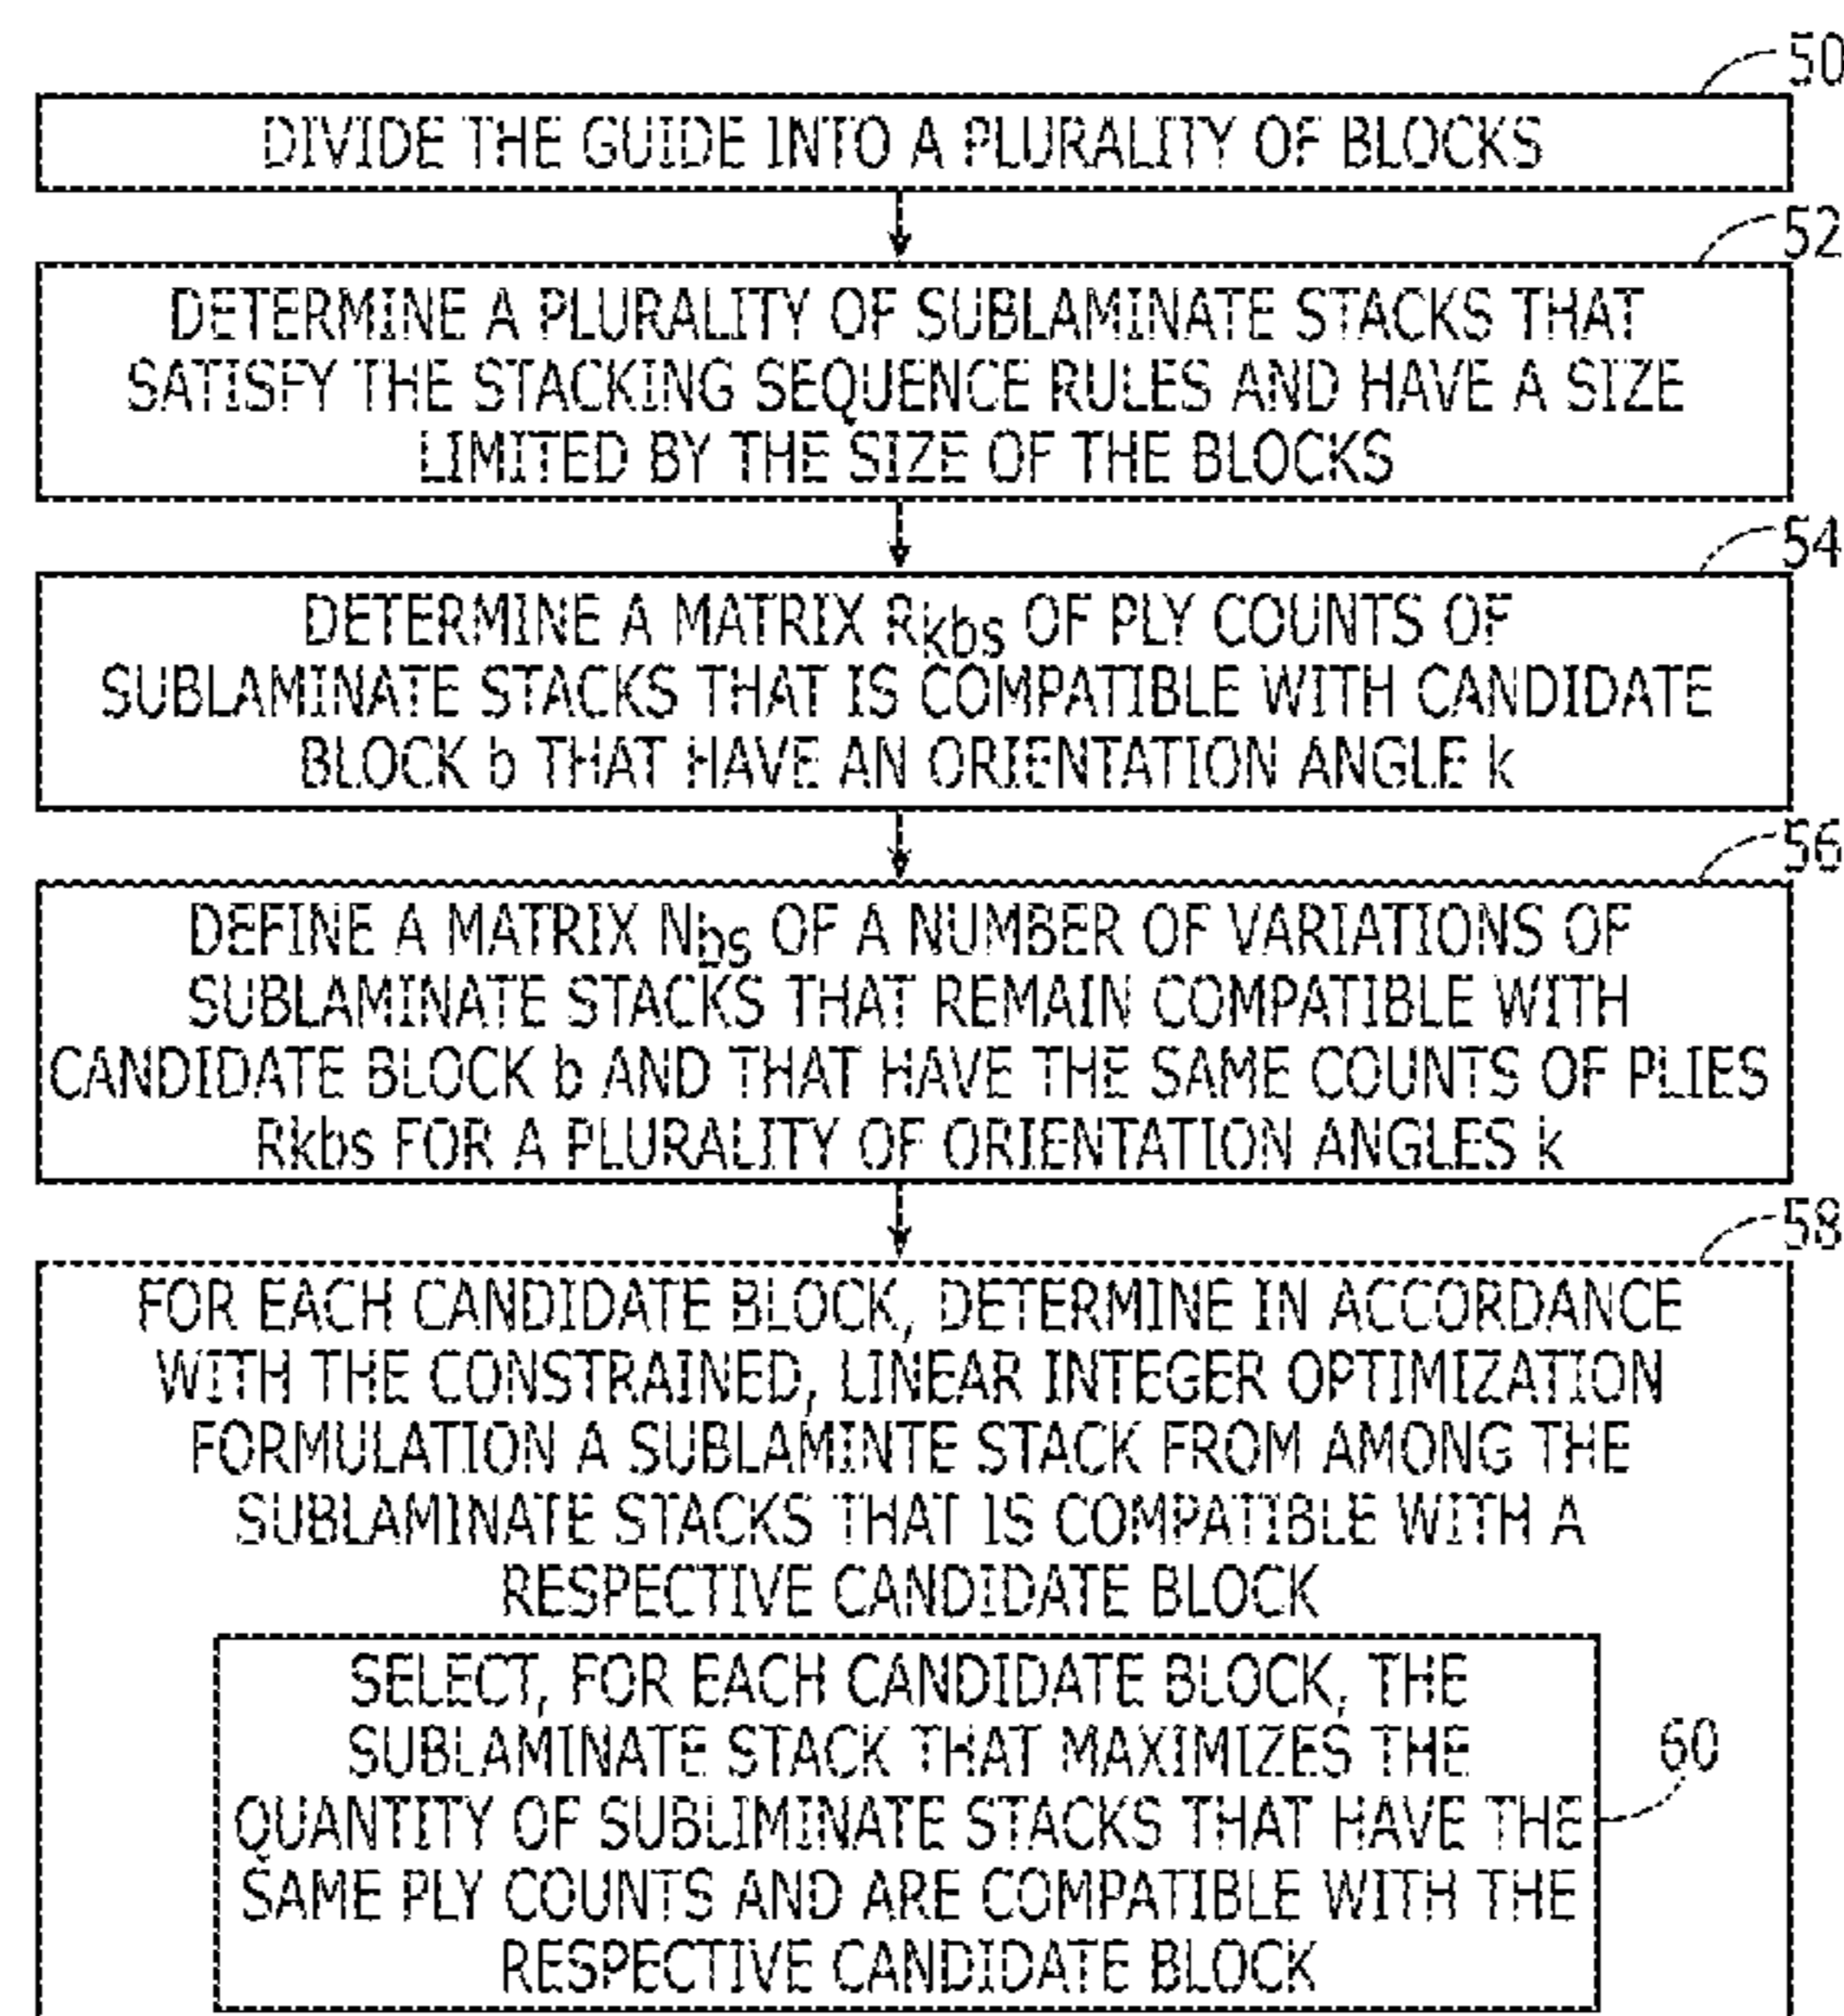 50
DIVIDE THE GUIDE INTO A PLURALITY OF BLOCKS
52
DETERMINE A PLURALITY OF SUBLAMINATE STACKS THAT
SATISFY THE STACKING SEQUENCE RULES AND HAVE A SIZE
LIMITED BY THE SIZE OF THE BLOCKS
54
DETERMINE A MATRIX Rkbs OF PLY COUNTS OF
SUBLAMINATE STACKS THAT IS COMPATIBLE WITH CANDIDATE
BLOCK b THAT HAVE AN ORIENTATION ANGLE k
56
DEFINE A MATRIX Nbs OF A NUMBER OF VARIATIONS OF
SUBLAMINATE STACKS THAT REMAIN COMPATIBLE WITH
CANDIDATE BLOCK b AND THAT HAVE THE SAME COUNTS OF PLIES
Rkbs FOR A PLURALITY OF ORIENTATION ANGLES k
58
FOR EACH CANDIDATE BLOCK, DETERMINE IN ACCORDANCE
WITH THE CONSTRAINED, LINEAR INTEGER OPTIMIZATION
FORMULATION A SUBLAMINTE STACK FROM AMONG THE
SUBLAMINATE STACKS THAT IS COMPATIBLE WITH A
RESPECTIVE CANDIDATE BLOCK
SELECT, FOR EACH CANDIDATE BLOCK, THE
SUBLAMINATE STACK THAT MAXIMIZES THE
QUANTITY OF SUBLIMINATE STACKS THAT HAVE THE
SAME PLY COUNTS AND ARE COMPATIBLE WITH THE
RESPECTIVE CANDIDATE BLOCK
60